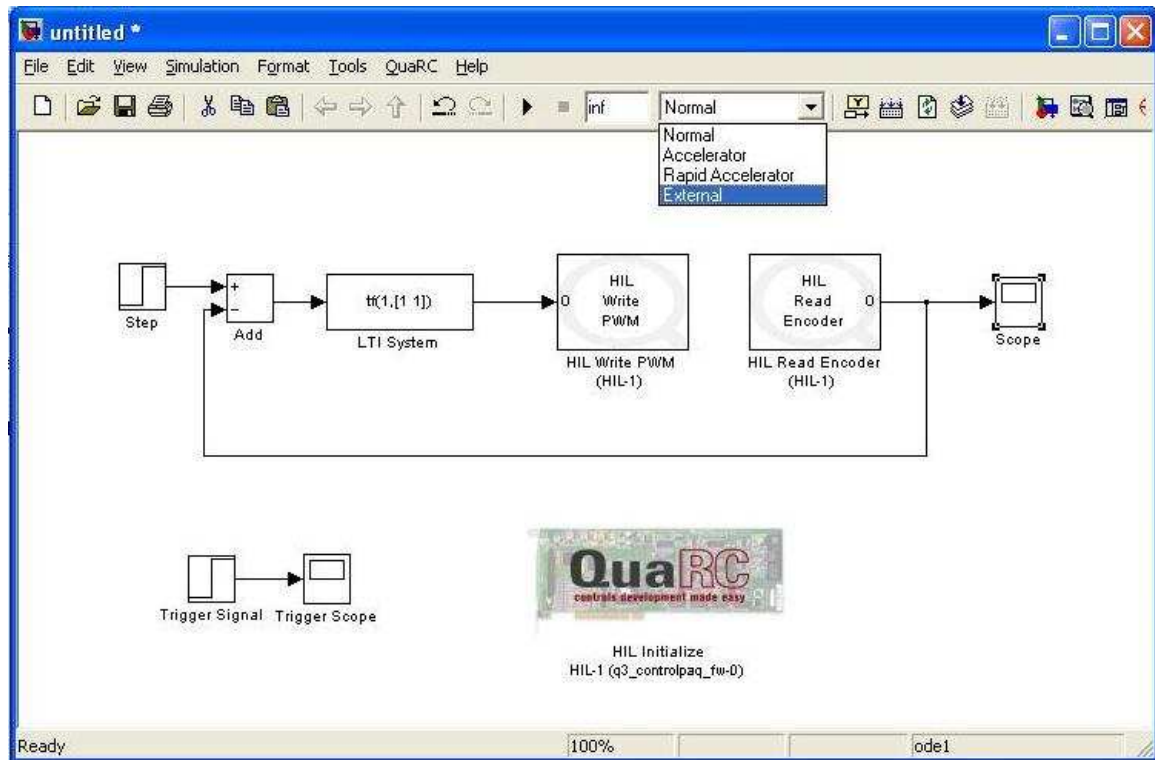 untitled *
File Edit View Simulation Format Tools QuaRC Help
inf Normal
Normal
Accelerator
Rapid Accelerator
External
Step
+
−
Add
tf(1,[1 1])
LTI System
HIL
Write
PWM
0
HIL Write PWM
(HIL-1)
HIL
Read
Encoder
0
HIL Read Encoder
(HIL-1)
Scope
Trigger Signal
Trigger Scope
QuaRC
controls development made easy
HIL Initialize
HIL-1 (q3_controlpaq_fw-0)
Ready 100% ode1